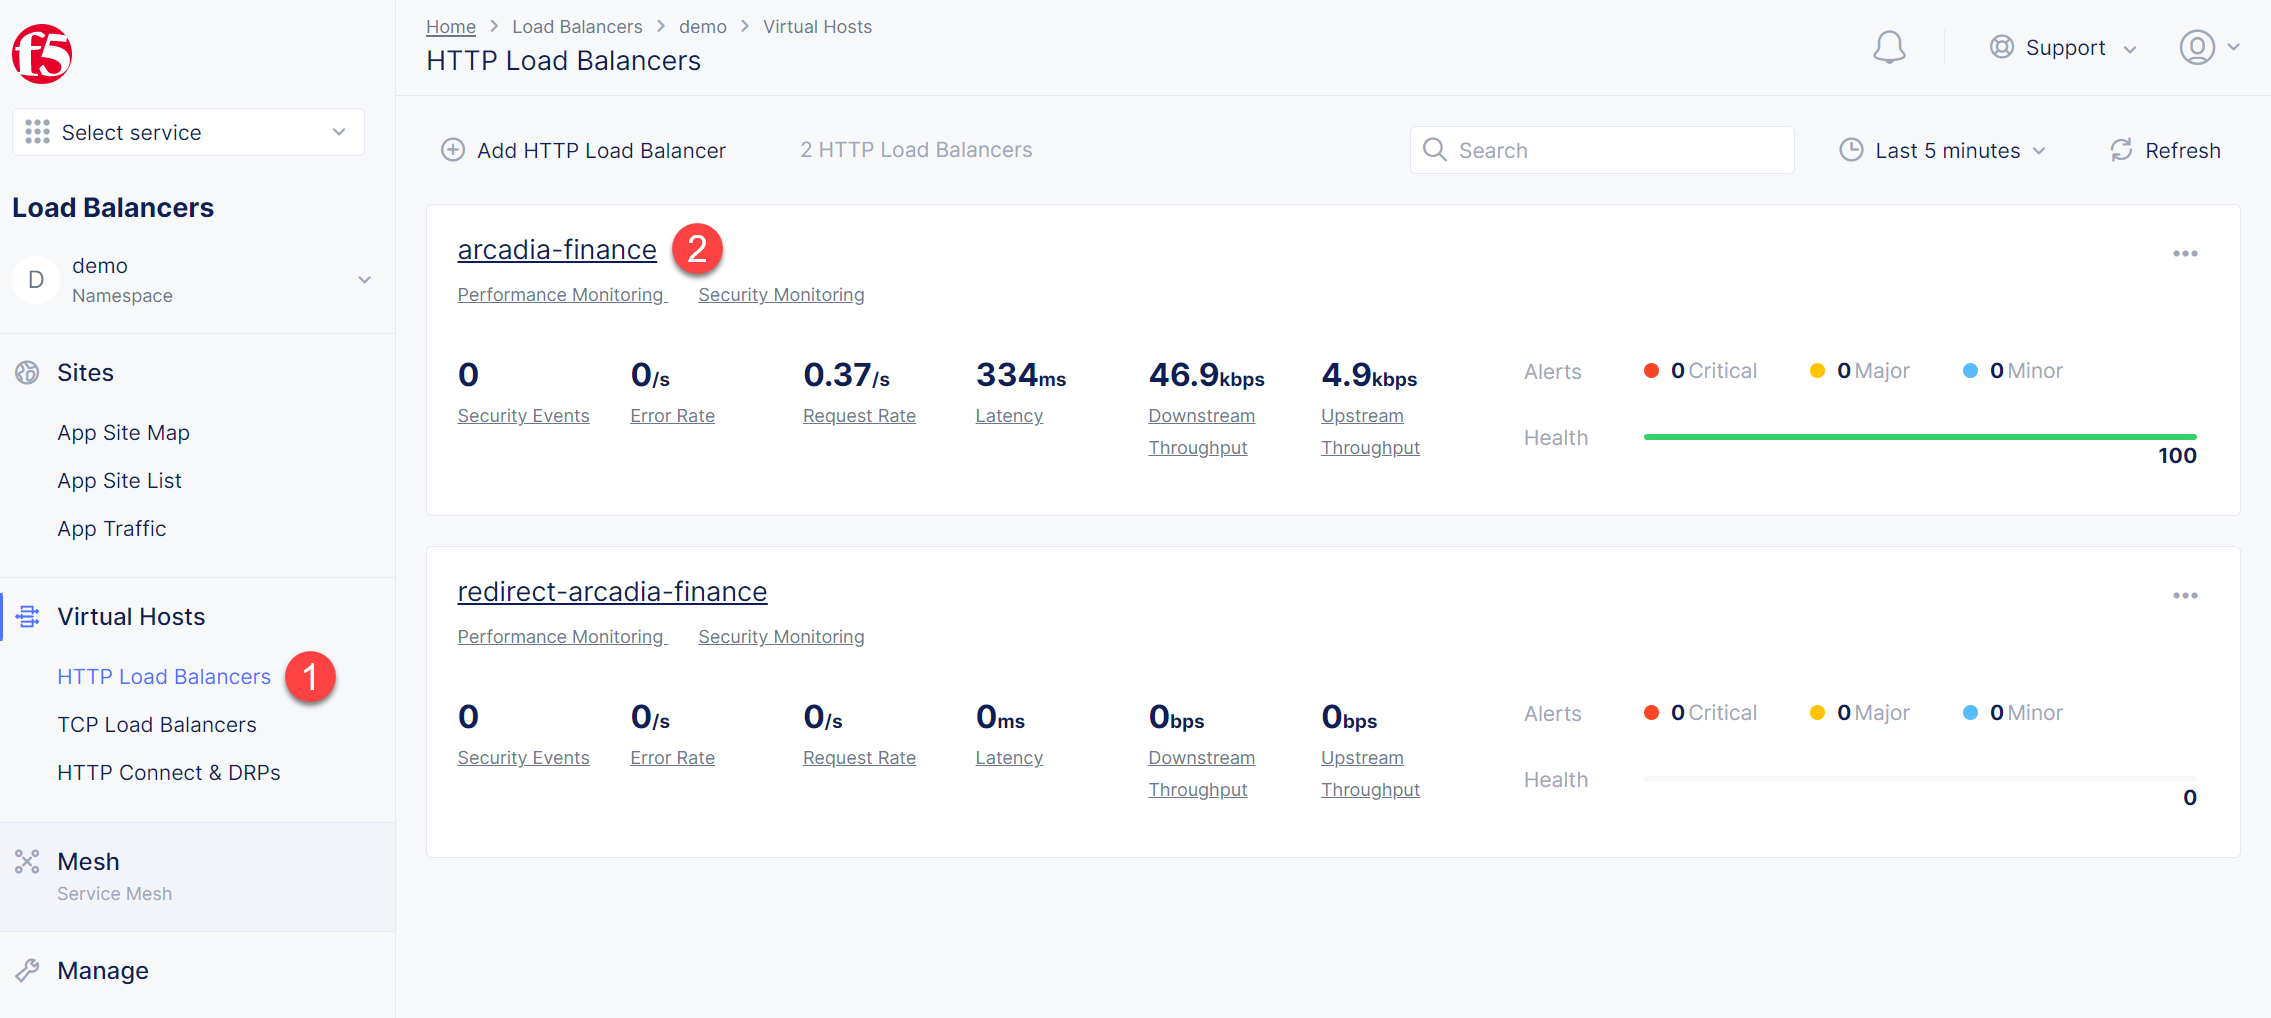 f5
Select service
Load Balancers
D
demo
Namespace
Sites
App Site Map
App Site List
App Traffic
Virtual Hosts
HTTP Load Balancers 1
TCP Load Balancers
HTTP Connect & DRPs
Mesh
Service Mesh
Manage
Home > Load Balancers > demo > Virtual Hosts
HTTP Load Balancers
Support
Add HTTP Load Balancer 2 HTTP Load Balancers Search Last 5 minutes Refresh
arcadia-finance 2
Performance Monitoring Security Monitoring
0 0/s 0.37/s 334ms 46.9kbps 4.9kbps
Security Events Error Rate Request Rate Latency Downstream Throughput Upstream Throughput
Alerts 0 Critical 0 Major 0 Minor
Health
100
redirect-arcadia-finance
Performance Monitoring Security Monitoring
0 0/s 0/s 0ms 0bps 0bps
Security Events Error Rate Request Rate Latency Downstream Throughput Upstream Throughput
Alerts 0 Critical 0 Major 0 Minor
Health
0